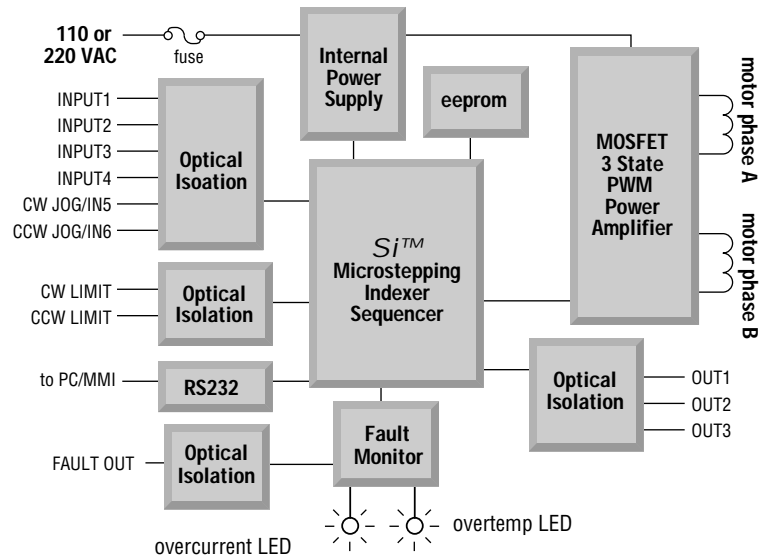 110 or
220 VAC
fuse
Internal
Power
Supply
eeprom
MOSFET
3 State
PWM
Power
Amplifier
motor phase A
motor phase B
INPUT1
INPUT2
INPUT3
INPUT4
CW JOG/IN5
CCW JOG/IN6
Optical
Isoation
Si™
Microstepping
Indexer
Sequencer
CW LIMIT
CCW LIMIT
Optical
Isolation
to PC/MMI
RS232
Optical
Isolation
OUT1
OUT2
OUT3
FAULT OUT
Optical
Isolation
Fault
Monitor
overcurrent LED
overtemp LED